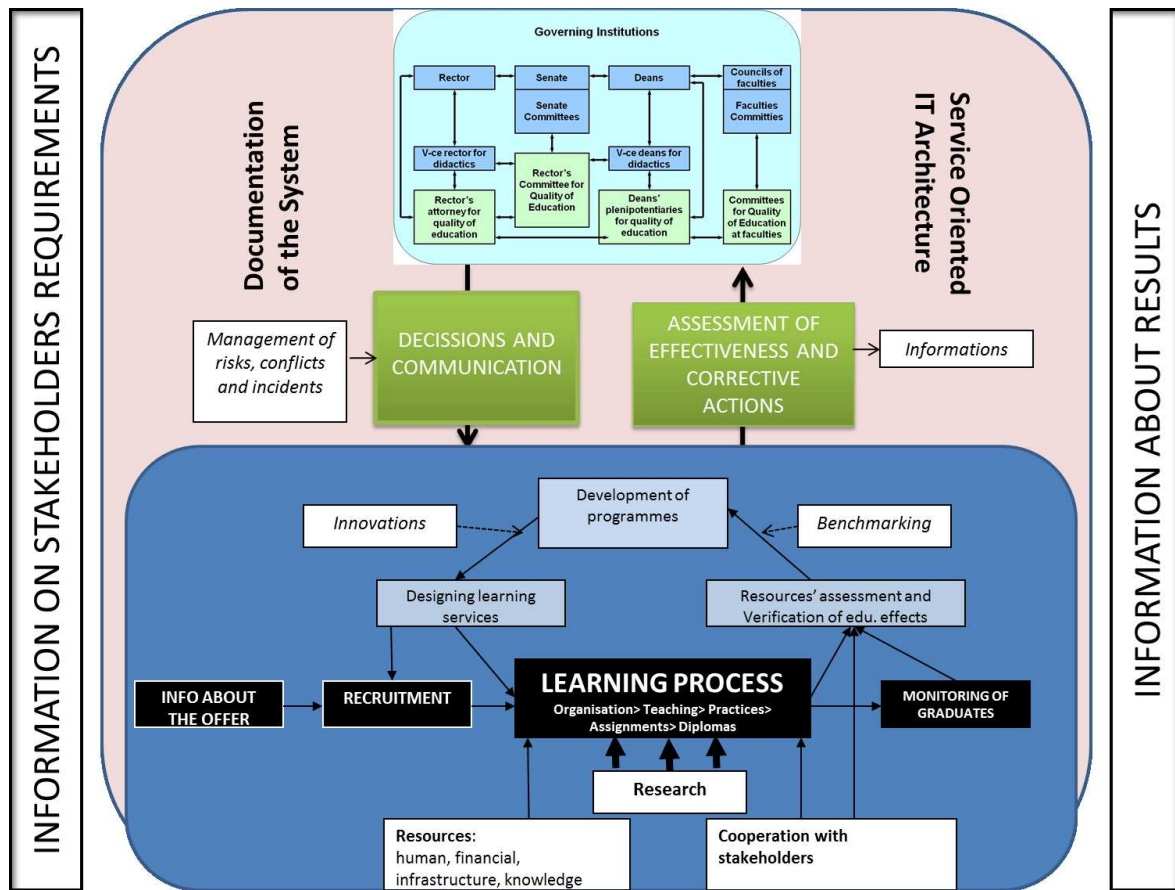 INFORMATION ON STAKEHOLDERS REQUIREMENTS
Documentation
of the System
Governing Institutions
Rector
Senate
Deans
Councils of
faculties
Senate
Committees
Faculties
Committies
V-ce rector for
didactics
Rector's
Committee for
Quality of
Education
V-ce deans for
didactics
Rector's
attorney for
quality of
education
Deans'
plenipotentiaries
for quality of
education
Committees
for Quality
of Education
at faculties
Service Oriented
IT Architecture
Management of
risks, conflicts
and incidents
DECISSIONS AND
COMMUNICATION
ASSESSMENT OF
EFFECTIVENESS AND
CORRECTIVE
ACTIONS
Informations
Innovations
Development of
programmes
Benchmarking
Designing learning
services
Resources' assessment and
Verification of edu. effects
INFO ABOUT
THE OFFER
RECRUITMENT
LEARNING PROCESS
Organisation> Teaching> Practices>
Assignments> Diplomas
MONITORING OF
GRADUATES
Research
Resources:
human, financial,
infrastructure, knowledge
Cooperation with
stakeholders
INFORMATION ABOUT RESULTS